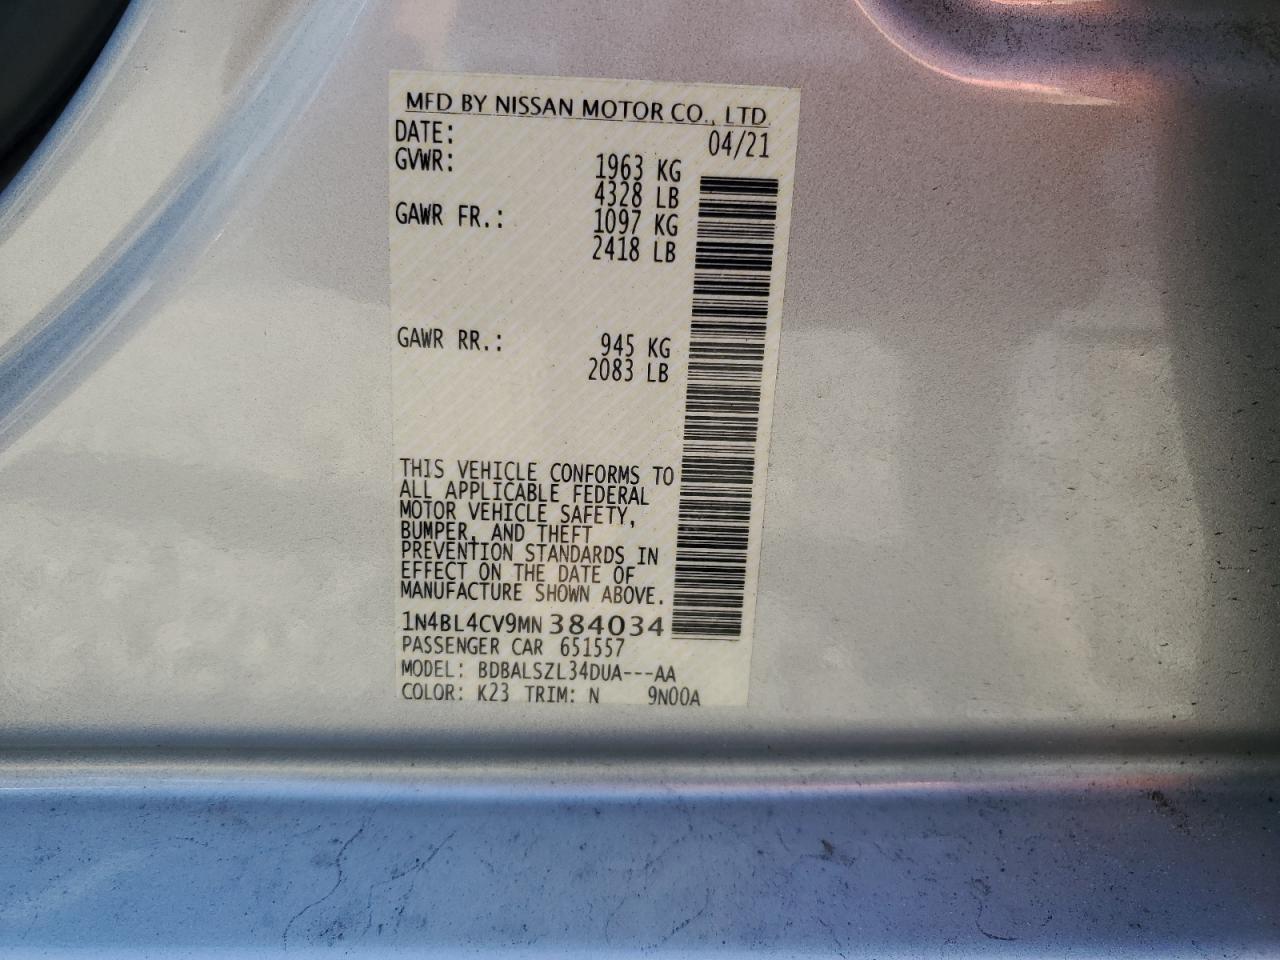 MFD BY NISSAN MOTOR CO., LTD.
DATE: 04/21
GVWR: 1963 KG
4328 LB
GAWR FR.: 1097 KG
2418 LB
GAWR RR.: 945 KG
2083 LB
THIS VEHICLE CONFORMS TO
ALL APPLICABLE FEDERAL
MOTOR VEHICLE SAFETY,
BUMPER, AND THEFT
PREVENTION STANDARDS IN
EFFECT ON THE DATE OF
MANUFACTURE SHOWN ABOVE.
1N4BL4CV9MN384034
PASSENGER CAR 651557
MODEL: BDBALSZL34DUA---AA
COLOR: K23 TRIM: N 9N00A